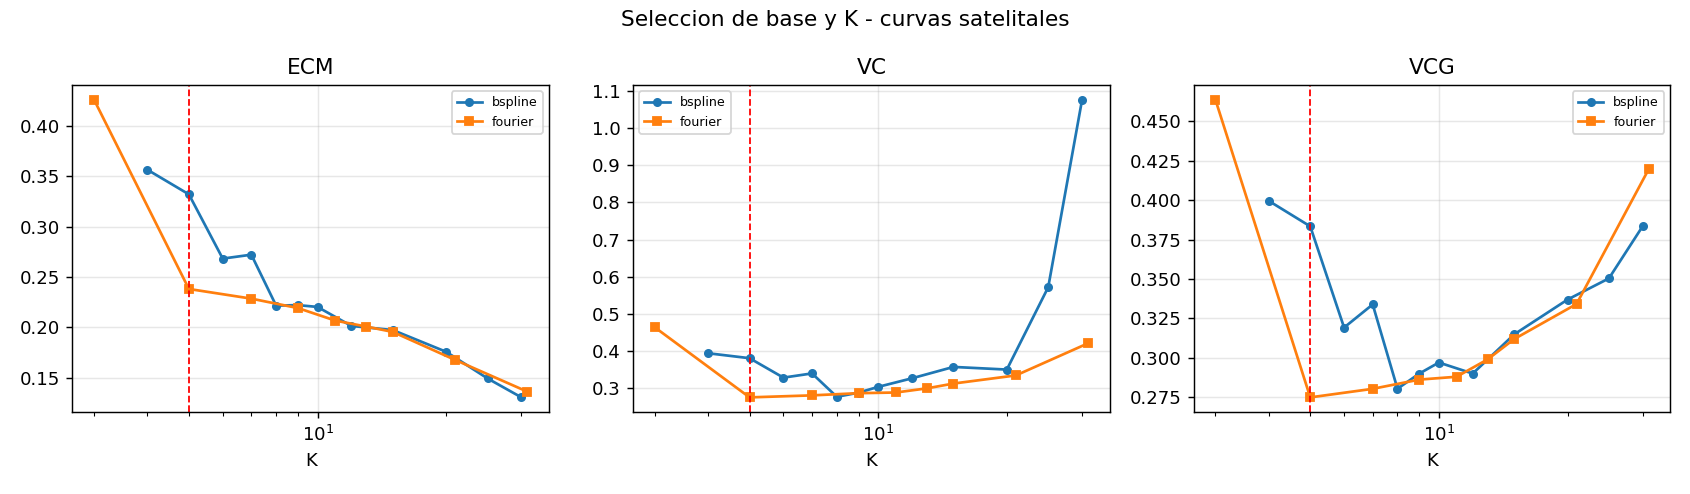 Seleccion de base y K - curvas satelitales
ECM
0.40
0.35
0.30
0.25
0.20
0.15
bspline
fourier
10¹
K
VC
1.1
1.0
0.9
0.8
0.7
0.6
0.5
0.4
0.3
bspline
fourier
10¹
K
VCG
0.450
0.425
0.400
0.375
0.350
0.325
0.300
0.275
bspline
fourier
10¹
K